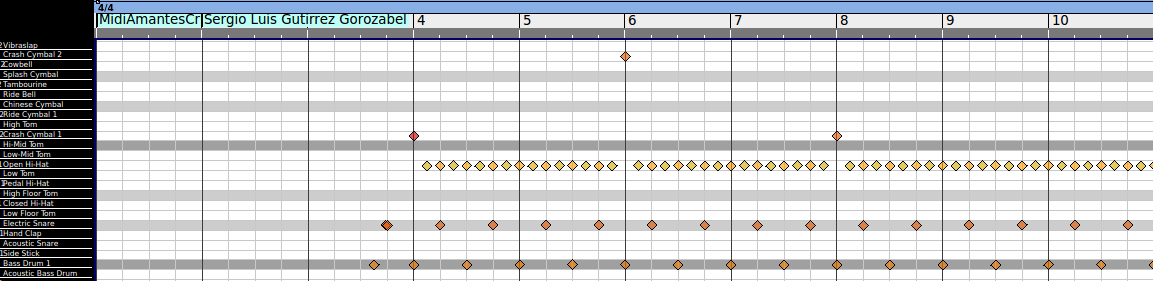 4/4
MidiAmantesCr Sergio Luis Gutirrez Gorozabel 4 5 6 7 8 9 10
Vibraslap
Crash Cymbal 2
Cowbell
Splash Cymbal
Tambourine
Ride Bell
Chinese Cymbal
Ride Cymbal 1
High Tom
Crash Cymbal 1
Hi-Mid Tom
Low-Mid Tom
Open Hi-Hat
Low Tom
Pedal Hi-Hat
High Floor Tom
Closed Hi-Hat
Low Floor Tom
Electric Snare
Hand Clap
Acoustic Snare
Side Stick
Bass Drum 1
Acoustic Bass Drum